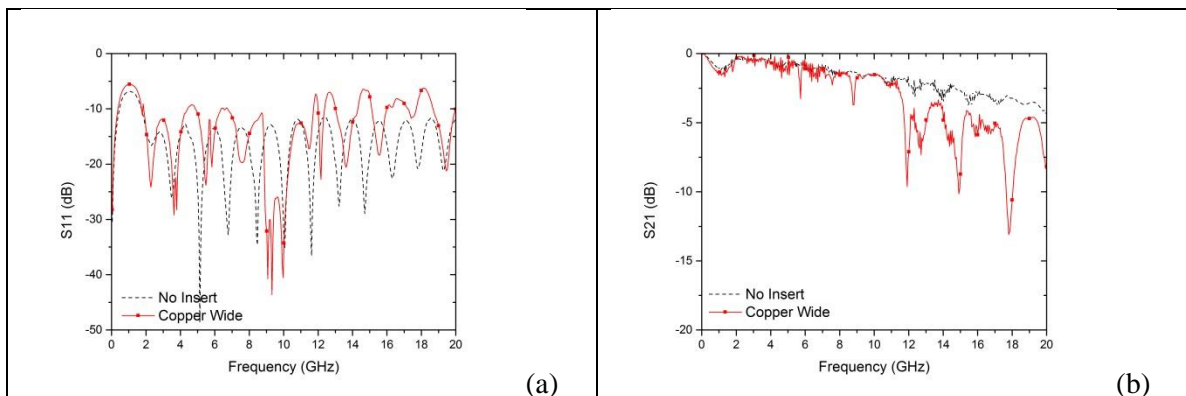 0
-10
-20
-30
-40
-50
S11 (dB)
No Insert
Copper Wide
0 2 4 6 8 10 12 14 16 18 20
Frequency (GHz)
(a)
0
-5
-10
-15
-20
S21 (dB)
No Insert
Copper Wide
0 2 4 6 8 10 12 14 16 18 20
Frequency (GHz)
(b)